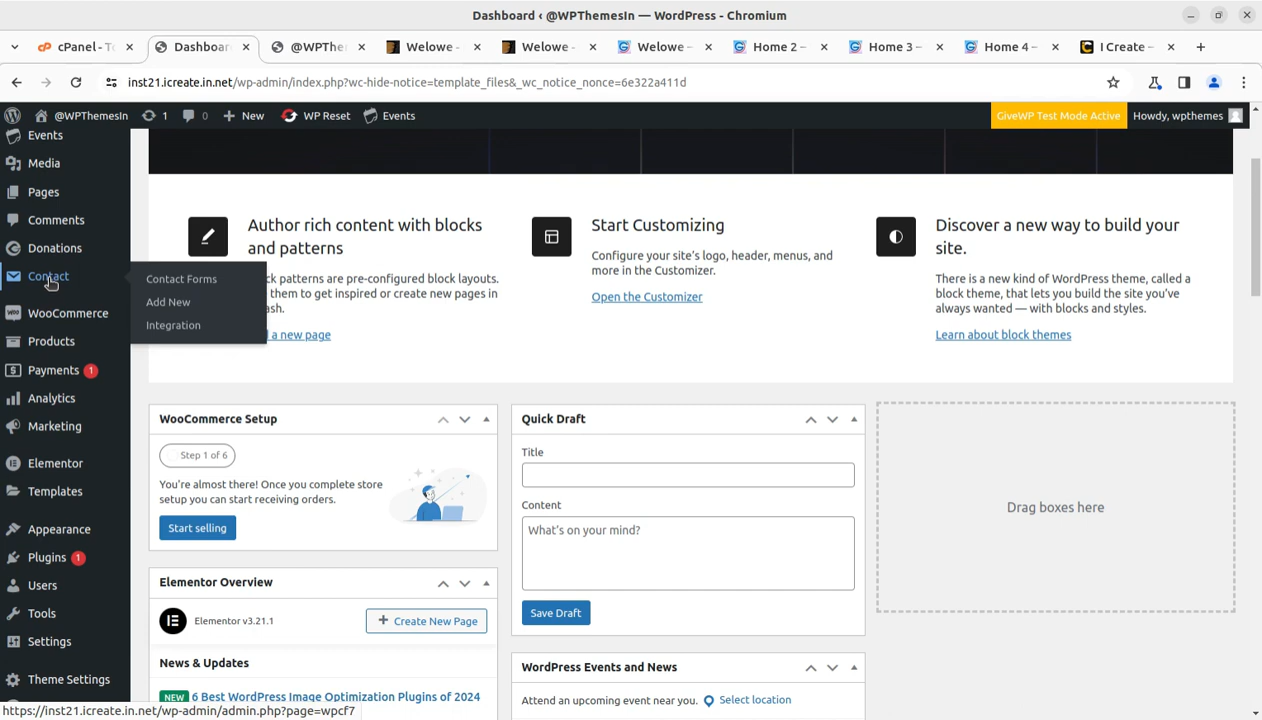 Dashboard ‹ @WPThemesIn — WordPress - Chromium
cPanel - To
Dashboar
@WPThem
Welowe -
Welowe -
Welowe –
Home 2 –
Home 3 –
Home 4 –
I Create –
inst21.icreate.in.net/wp-admin/index.php?wc-hide-notice=template_files&_wc_notice_nonce=6e322a411d
@WPThemesIn
1
0
New
WP Reset
Events
GiveWP Test Mode Active
Howdy, wpthemes
Events
Media
Pages
Comments
Donations
Contact
WooCommerce
Products
Payments 1
Analytics
Marketing
Elementor
Templates
Appearance
Plugins 1
Users
Tools
Settings
Theme Settings
Contact Forms
Add New
Integration
Author rich content with blocks
and patterns
ck patterns are pre-configured block layouts.
them to get inspired or create new pages in
ash.
a new page
Start Customizing
Configure your site's logo, header, menus, and
more in the Customizer.
Open the Customizer
Discover a new way to build your
site.
There is a new kind of WordPress theme, called a
block theme, that lets you build the site you've
always wanted — with blocks and styles.
Learn about block themes
WooCommerce Setup
Step 1 of 6
You're almost there! Once you complete store
setup you can start receiving orders.
Start selling
Elementor Overview
Elementor v3.21.1
+ Create New Page
News & Updates
NEW 6 Best WordPress Image Optimization Plugins of 2024
Quick Draft
Title
Content
What's on your mind?
Save Draft
WordPress Events and News
Attend an upcoming event near you. Select location
Drag boxes here
https://inst21.icreate.in.net/wp-admin/admin.php?page=wpcf7